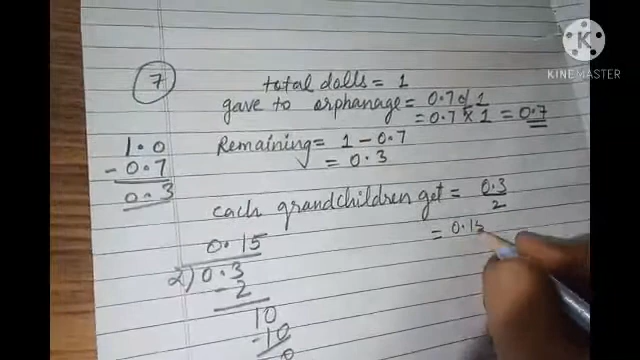 KINEMASTER
7
total dolls = 1
gave to orphanage = 0.7 of 1
= 0.7 x 1 = 0.7
1.0
- 0.7
0.3
Remaining = 1 - 0.7
= 0.3
each grandchildren get = 0.3
2
= 0.15
0.15
2)0.3
- 2
10
- 10
0